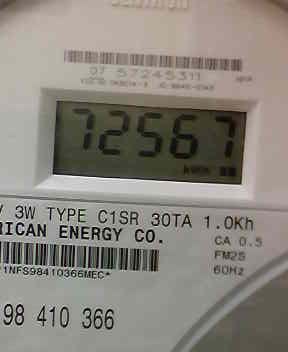 07 57245311
72567
kWh
V 3W TYPE C1SR 30TA 1.0Kh
RICAN ENERGY CO.
CA 0.5
FM2S
60Hz
1NFS98410366MEC*
98 410 366